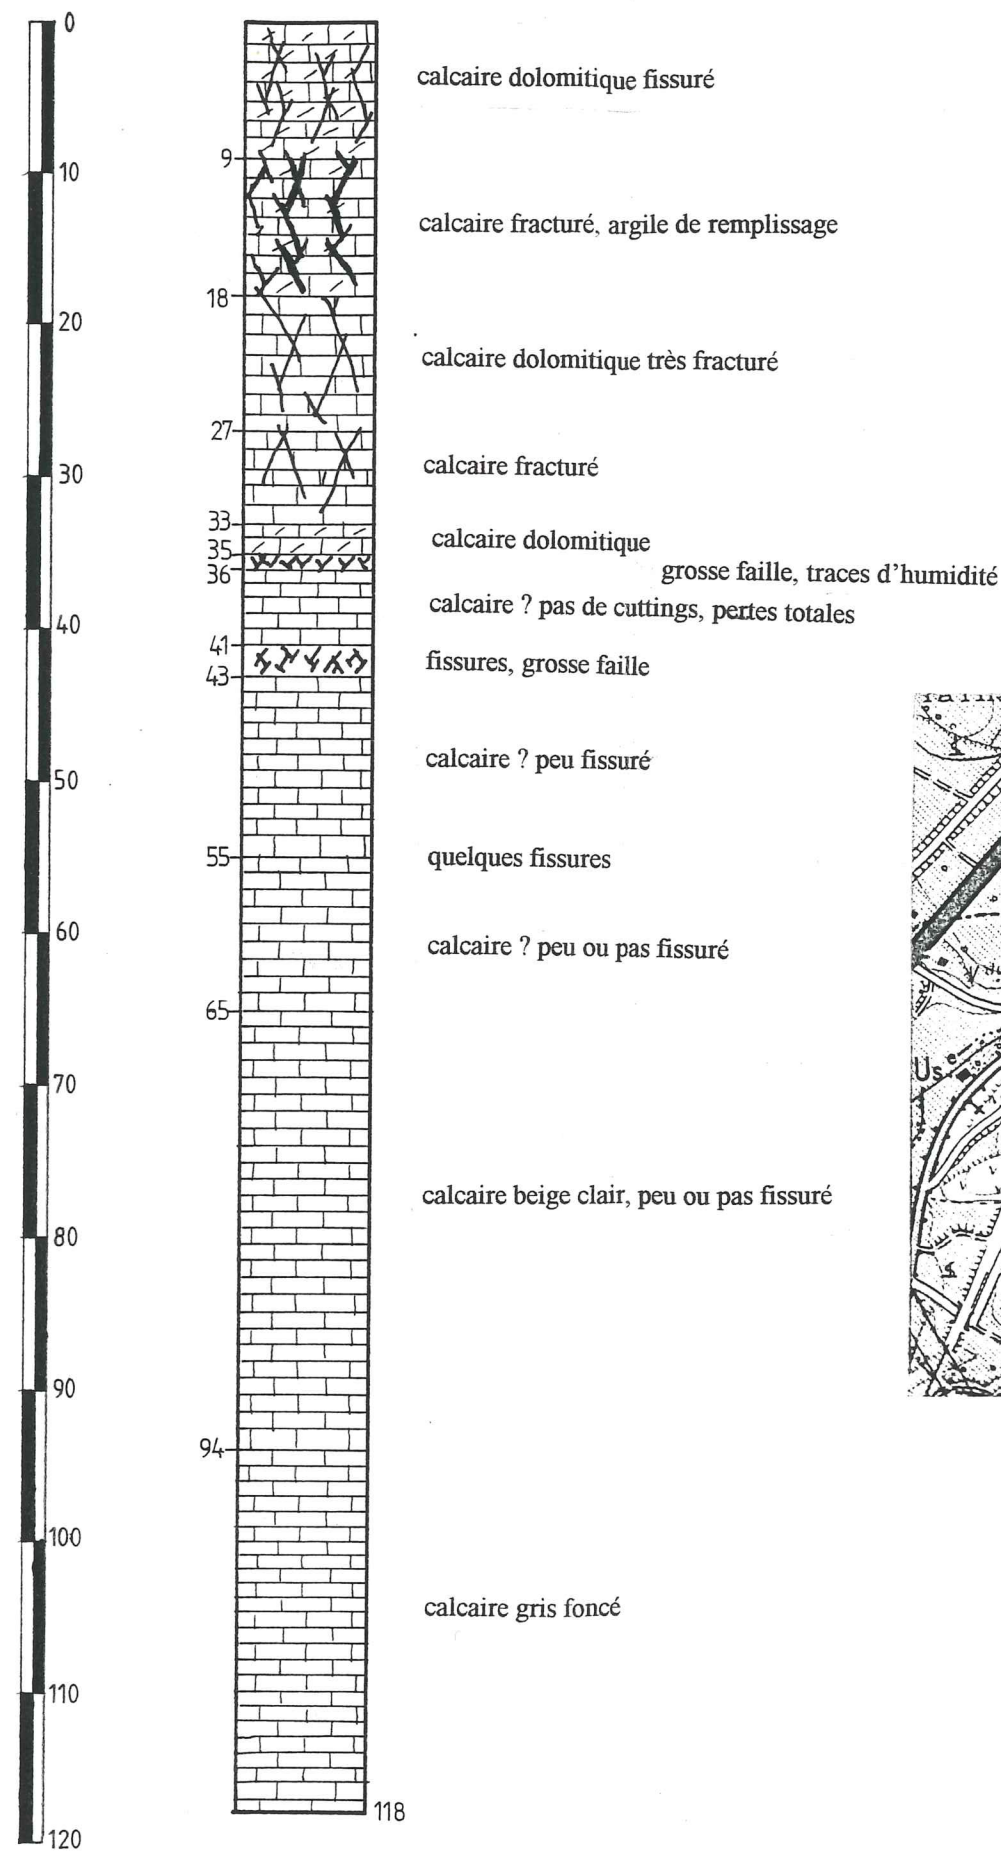 0
calcaire dolomitique fissuré
9
10
calcaire fracturé, argile de remplissage
18
20
calcaire dolomitique très fracturé
27
30
calcaire fracturé
33
35
calcaire dolomitique
36
grosse faille, traces d'humidité
calcaire ? pas de cuttings, pertes totales
40
41
fissures, grosse faille
43
calcaire ? peu fissuré
50
55
quelques fissures
60
calcaire ? peu ou pas fissuré
65
Us.e
70
calcaire beige clair, peu ou pas fissuré
80
90
94
100
calcaire gris foncé
110
118
120